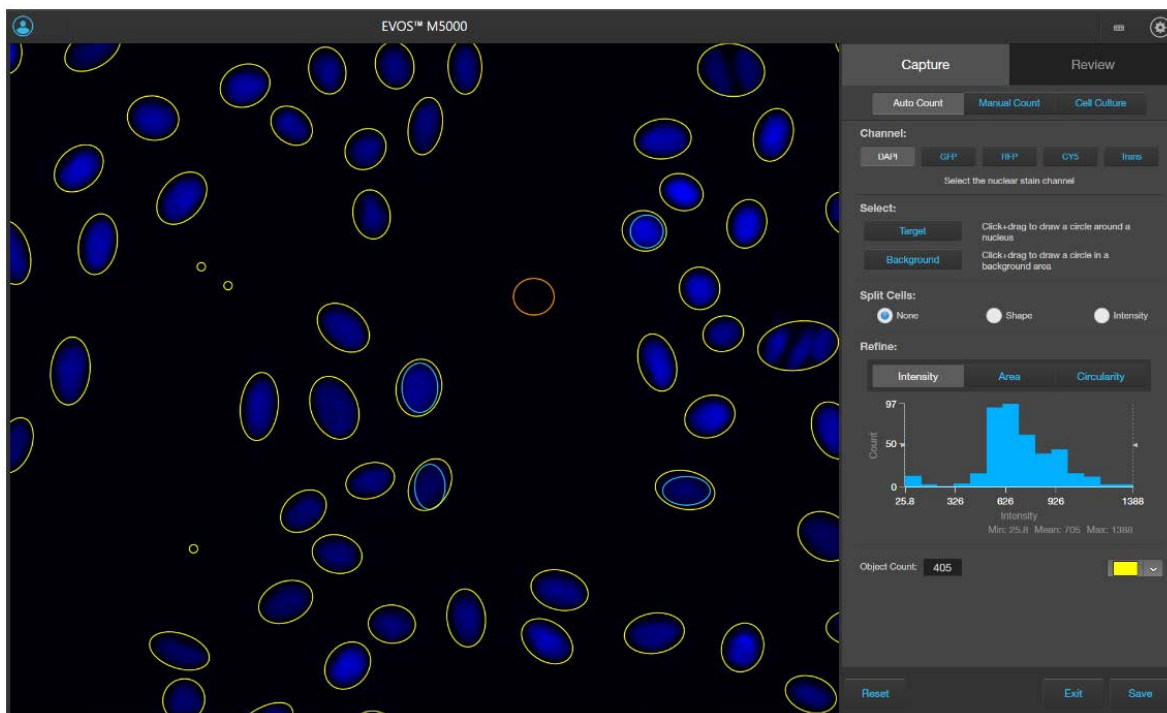 EVOS™ M5000
Capture Review
Auto Count Manual Count Cell Culture
Channel:
DAPI GFP RFP CY5 Trans
Select the nuclear stain channel
Select:
Target Click+drag to draw a circle around a
nucleus
Background Click+drag to draw a circle in a
background area
Split Cells:
None Shape Intensity
Refine:
Intensity Area Circularity
97
50
Count
0
25.8 326 626 926 1388
Intensity
Min: 25.8 Mean: 705 Max: 1388
Object Count: 405
Reset Exit Save